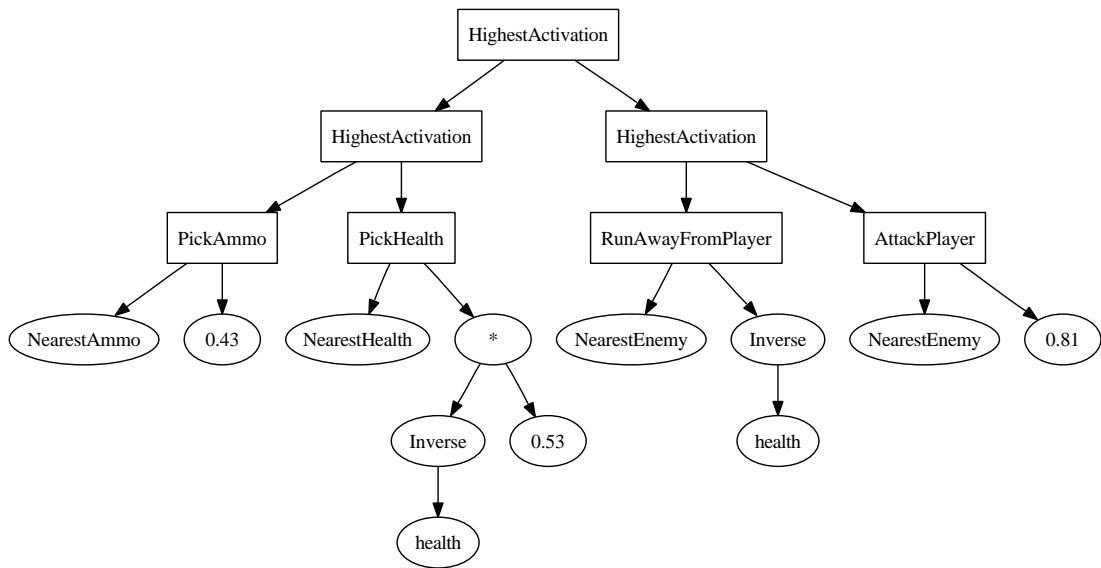 HighestActivation
HighestActivation
HighestActivation
PickAmmo
PickHealth
RunAwayFromPlayer
AttackPlayer
NearestAmmo
0.43
NearestHealth
*
NearestEnemy
Inverse
NearestEnemy
0.81
Inverse
0.53
health
health